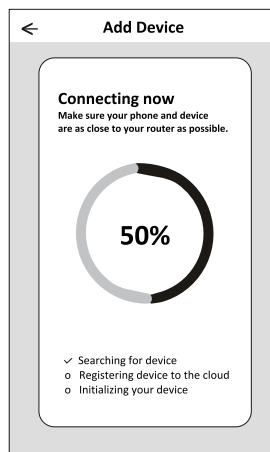 Add Device
Connecting now
Make sure your phone and device
are as close to your router as possible.
50%
✓ Searching for device
o Registering device to the cloud
o Initializing your device